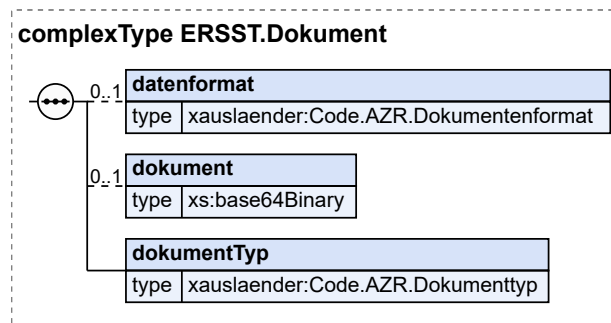 complexType ERSST.Dokument
0..1
datenformat
type xauslaender:Code.AZR.Dokumentenformat
0..1
dokument
type xs:base64Binary
dokumentTyp
type xauslaender:Code.AZR.Dokumenttyp